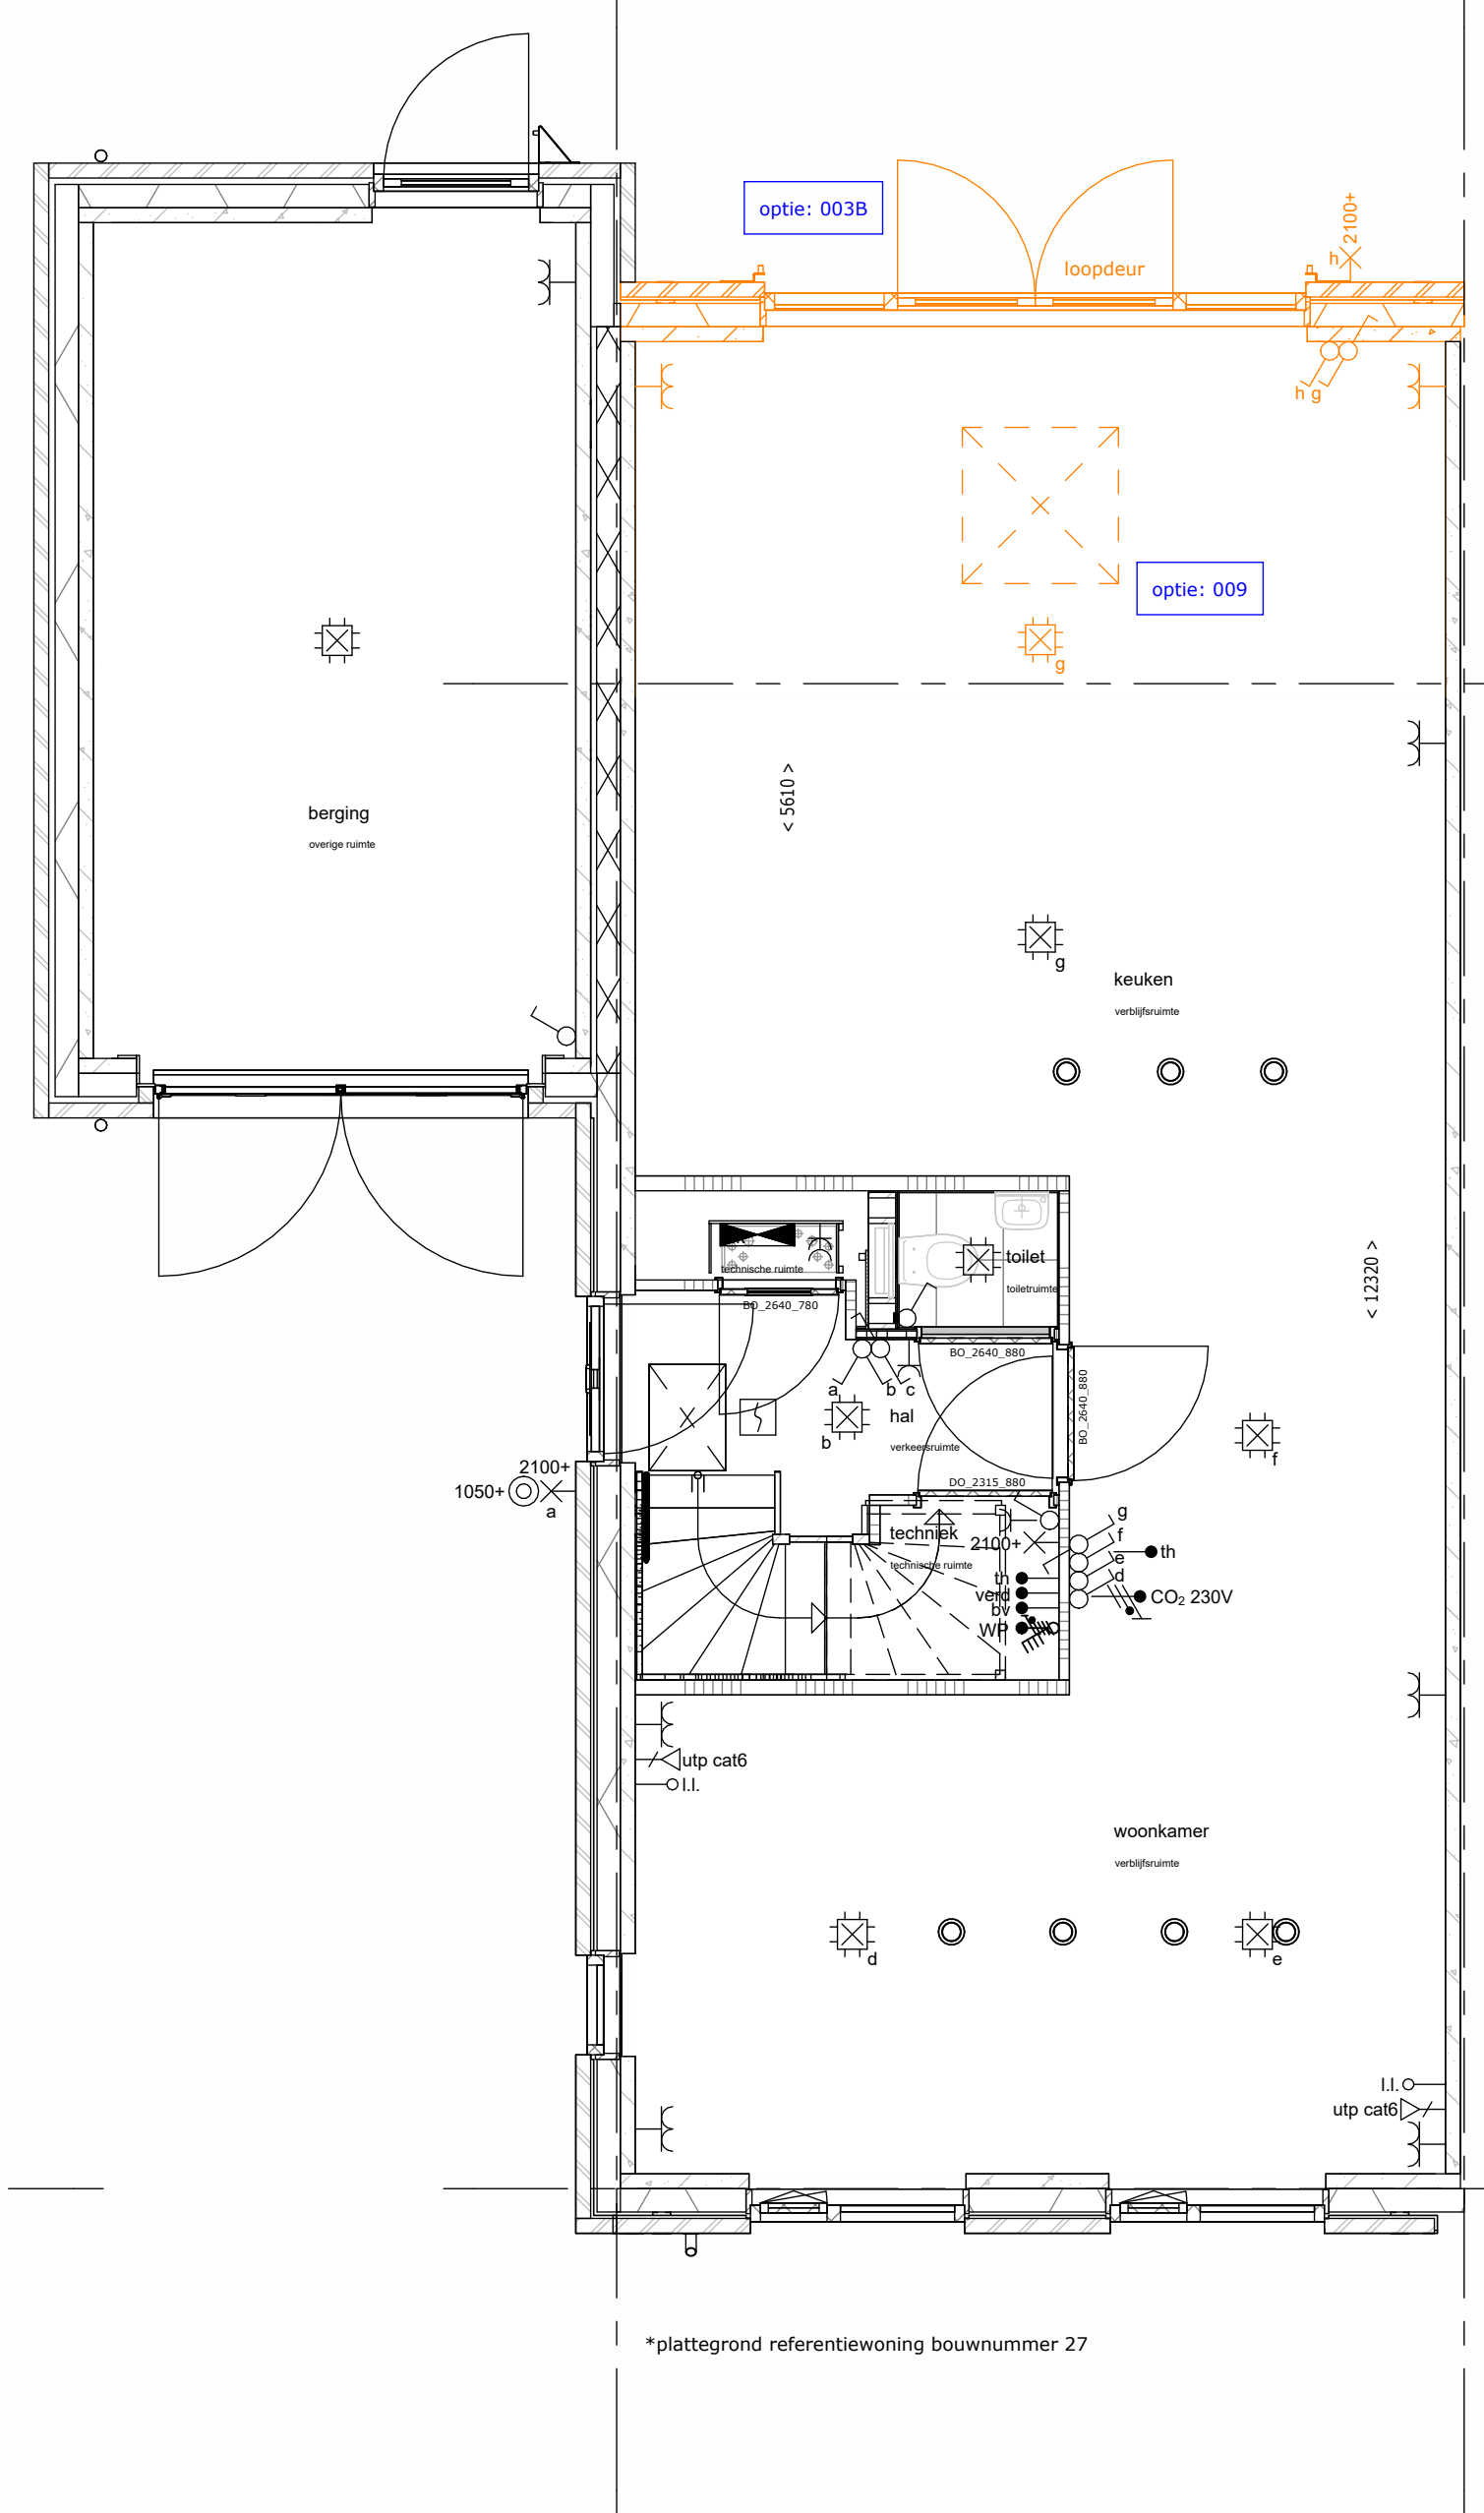 optie: 003B
loopdeur
2100+
h
h g
optie: 009
g
< 5610 >
berging
overige ruimte
g
keuken
verblijfsruimte
toilet
toiletruimte
technische ruimte
BO_2640_780
< 12320 >
BO_2640_880
BO_2640_880
a
b
c
hal
b
verkeersruimte
f
2100+
1050+
a
DO_2315_880
techniek
technische ruimte
2100+
g
f
e
d
th
th
verd
bv
WP
CO₂ 230V
utp cat6
l.l.
woonkamer
verblijfsruimte
d
e
l.l.
utp cat6
*plattegrond referentiewoning bouwnummer 27